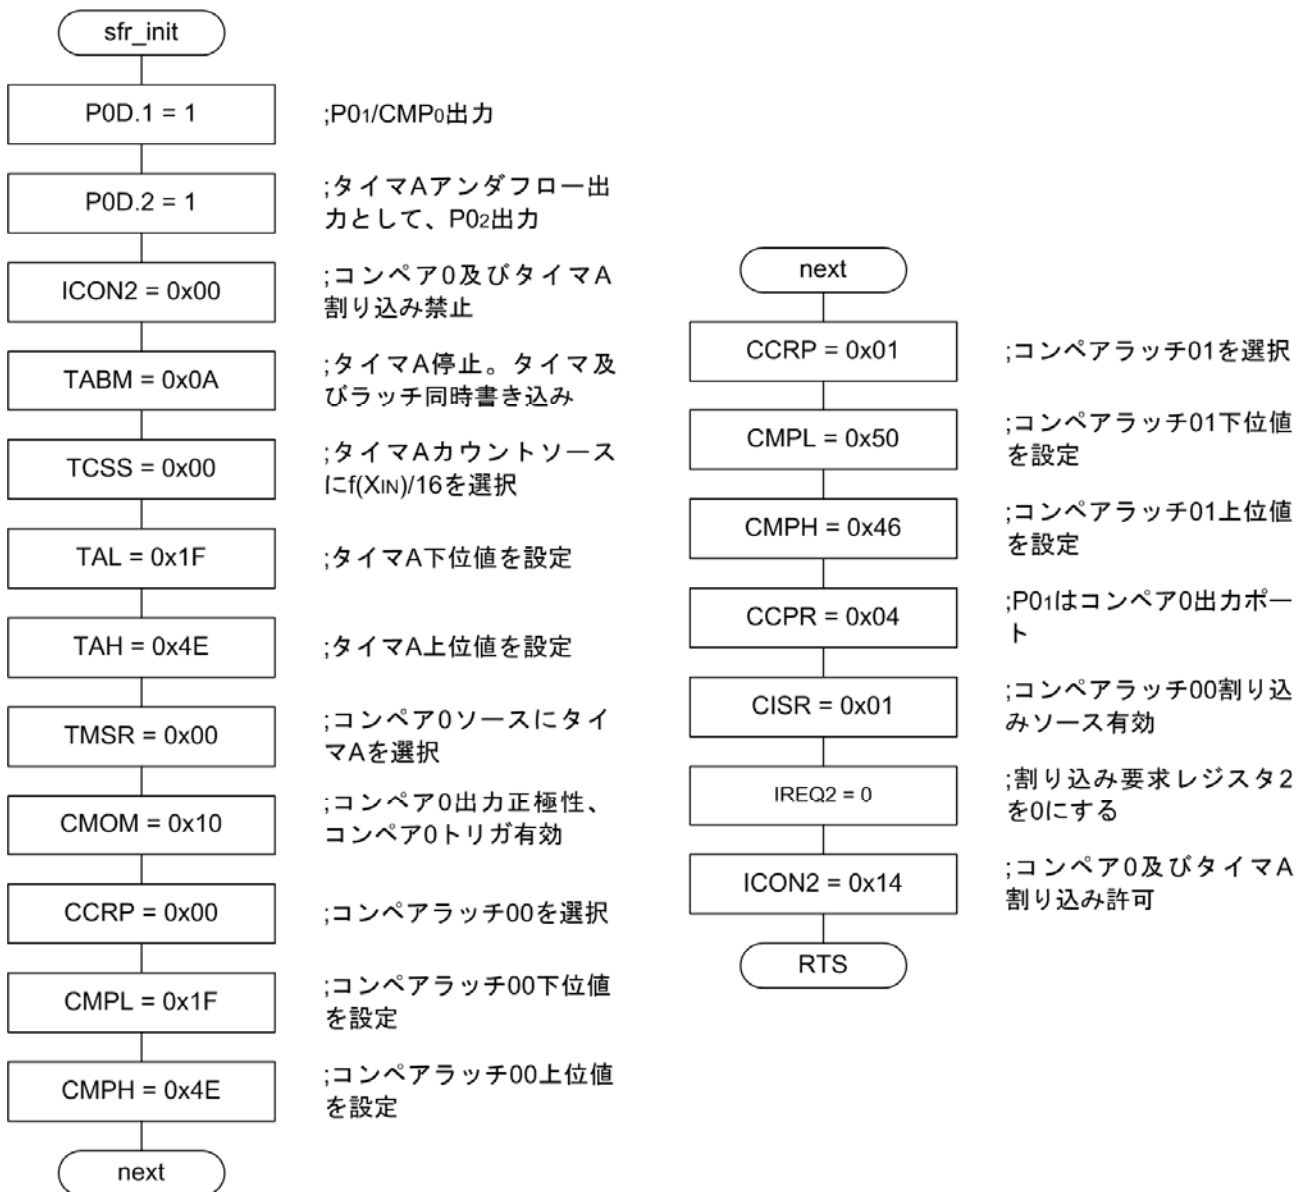 sfr_init
P0D.1 = 1
;P01/CMP0出力
P0D.2 = 1
;タイマAアンダフロー出
力として、P02出力
ICON2 = 0x00
;コンペア0及びタイマA
割り込み禁止
TABM = 0x0A
;タイマA停止。タイマ及
びラッチ同時書き込み
TCSS = 0x00
;タイマAカウントソース
にf(XIN)/16を選択
TAL = 0x1F
;タイマA下位値を設定
TAH = 0x4E
;タイマA上位値を設定
TMSR = 0x00
;コンペア0ソースにタイ
マAを選択
CMOM = 0x10
;コンペア0出力正極性、
コンペア0トリガ有効
CCRP = 0x00
;コンペアラッチ00を選択
CMPL = 0x1F
;コンペアラッチ00下位値
を設定
CMPH = 0x4E
;コンペアラッチ00上位値
を設定
next
next
CCRP = 0x01
;コンペアラッチ01を選択
CMPL = 0x50
;コンペアラッチ01下位値
を設定
CMPH = 0x46
;コンペアラッチ01上位値
を設定
CCPR = 0x04
;P01はコンペア0出力ポー
ト
CISR = 0x01
;コンペアラッチ00割り込
みソース有効
IREQ2 = 0
;割り込み要求レジスタ2
を0にする
ICON2 = 0x14
;コンペア0及びタイマA
割り込み許可
RTS